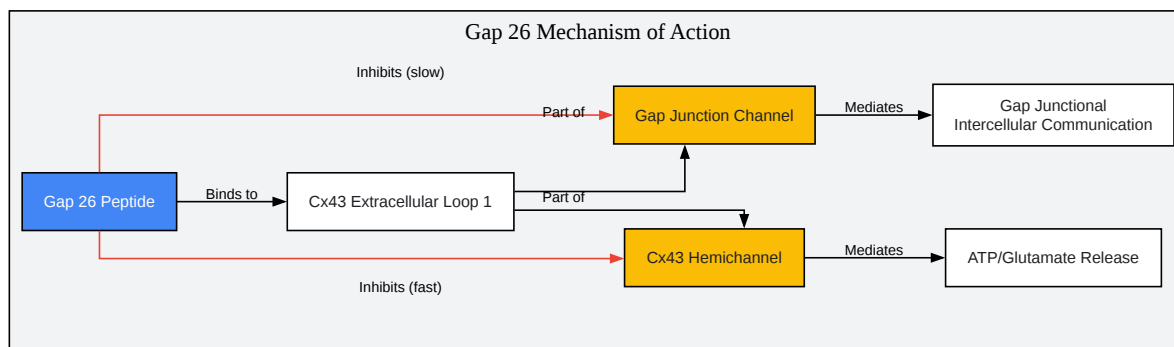 Gap 26 Mechanism of Action
Inhibits (slow)
Part of
Gap Junction Channel
Mediates
Gap Junctional
Intercellular Communication
Gap 26 Peptide
Binds to
Cx43 Extracellular Loop 1
Part of
Cx43 Hemichannel
Mediates
ATP/Glutamate Release
Inhibits (fast)